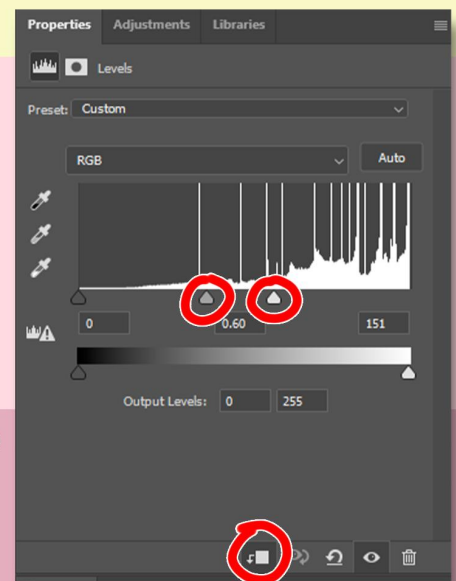 Properties Adjustments Libraries
Levels
Preset: Custom
RGB Auto
0 0.60 151
Output Levels: 0 255